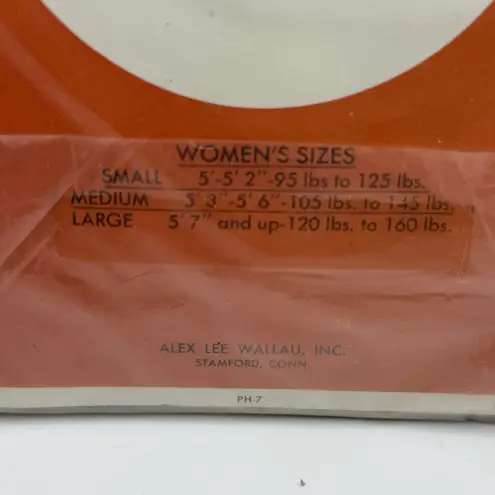 WOMEN'S SIZES
SMALL 5'-5' 2"-95 lbs to 125 lbs.
MEDIUM 5' 3"-5' 6"-105 lbs. to 145 lbs.
LARGE 5' 7" and up-120 lbs. to 160 lbs.
ALEX LEE WALLAU, INC.
STAMFORD, CONN
PH-7